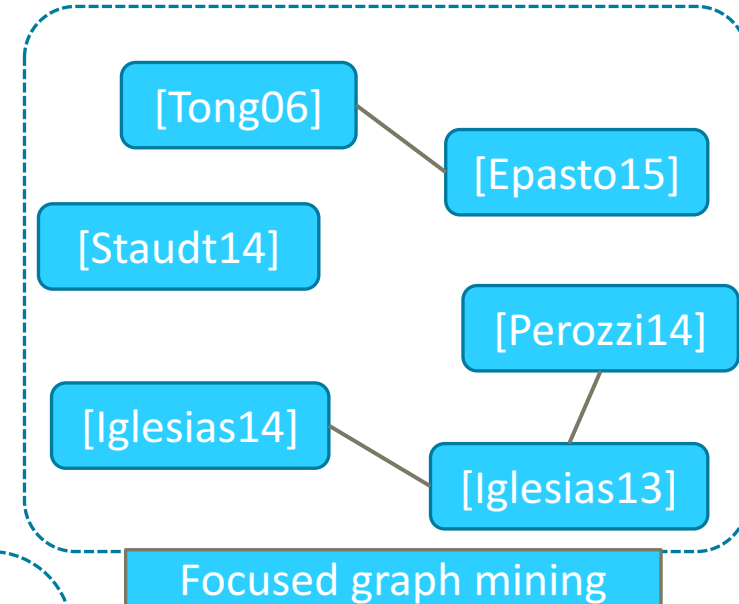 [Tong06]
[Epasto15]
[Staudt14]
[Perozzi14]
[Iglesias14]
[Iglesias13]
Focused graph mining